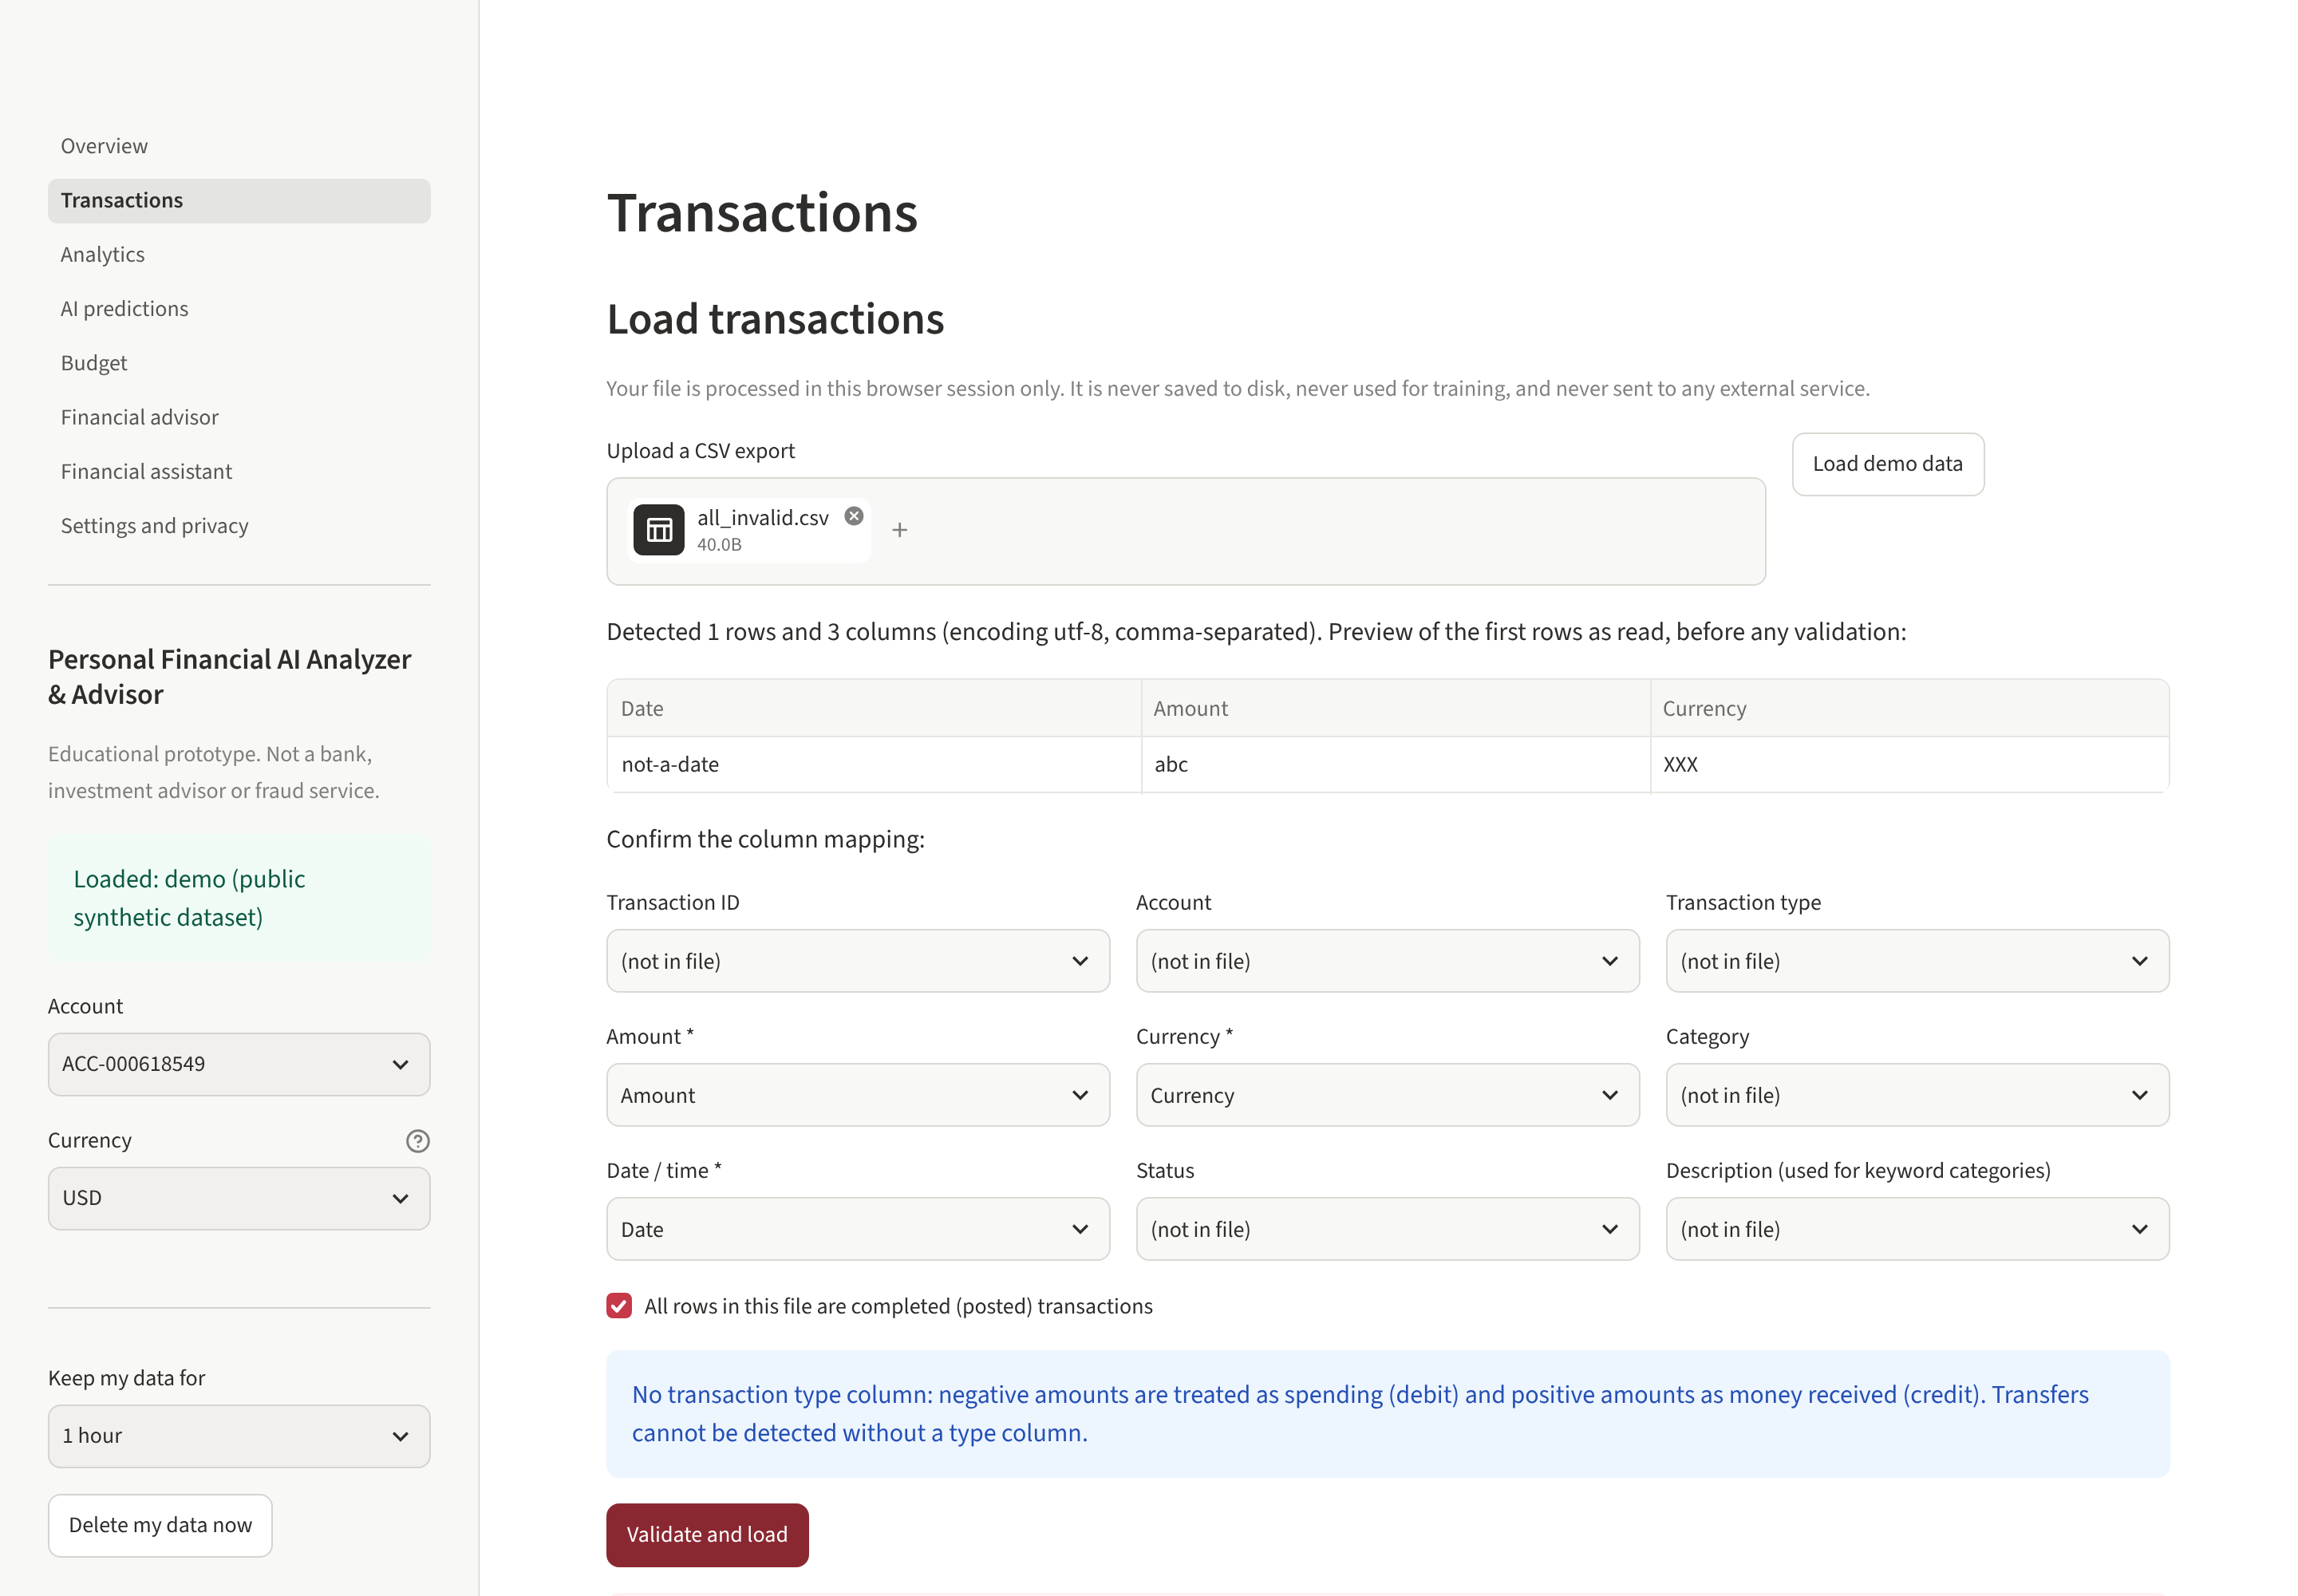 Overview
Transactions
Analytics
AI predictions
Budget
Financial advisor
Financial assistant
Settings and privacy
Personal Financial AI Analyzer
& Advisor
Educational prototype. Not a bank,
investment advisor or fraud service.
Loaded: demo (public
synthetic dataset)
Account
ACC-000618549
Currency
USD
Keep my data for
1 hour
Delete my data now
Transactions
Load transactions
Your file is processed in this browser session only. It is never saved to disk, never used for training, and never sent to any external service.
Upload a CSV export
Load demo data
all_invalid.csv
40.0B
Detected 1 rows and 3 columns (encoding utf-8, comma-separated). Preview of the first rows as read, before any validation:
Date Amount Currency
not-a-date abc XXX
Confirm the column mapping:
Transaction ID Account Transaction type
(not in file) (not in file) (not in file)
Amount * Currency * Category
Amount Currency (not in file)
Date / time * Status Description (used for keyword categories)
Date (not in file) (not in file)
All rows in this file are completed (posted) transactions
No transaction type column: negative amounts are treated as spending (debit) and positive amounts as money received (credit). Transfers
cannot be detected without a type column.
Validate and load